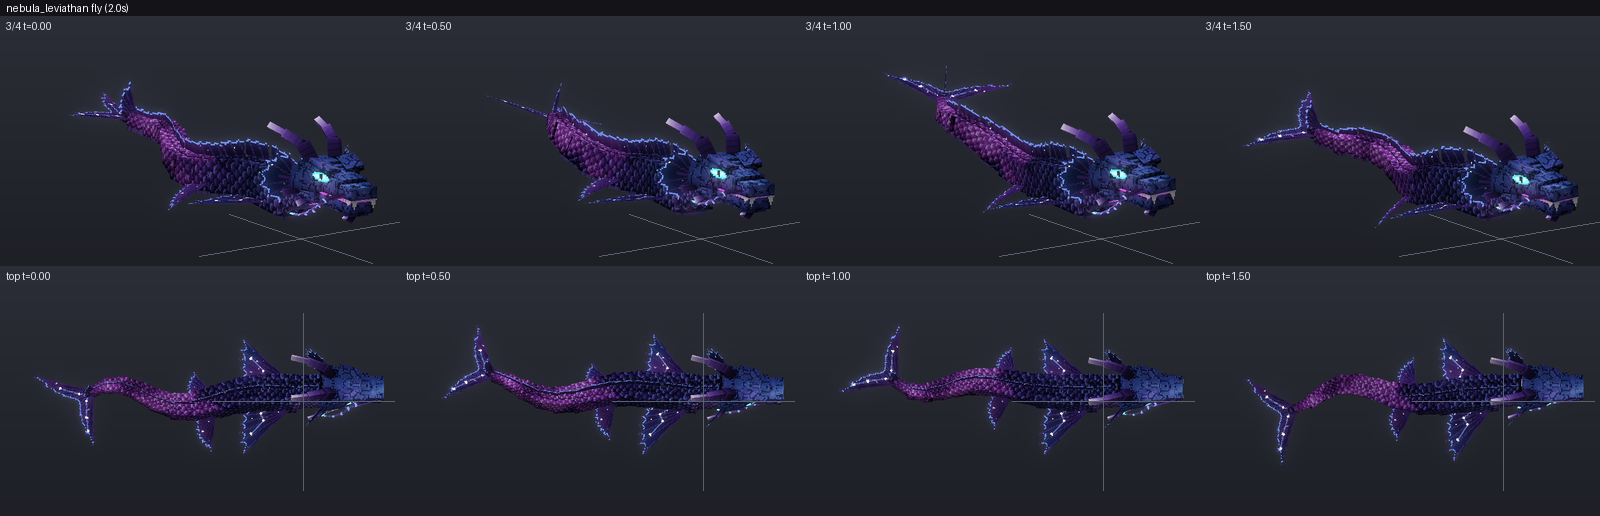 nebula_leviathan fly (2.0s)
3/4 t=0.00
3/4 t=0.50
3/4 t=1.00
3/4 t=1.50
top t=0.00
top t=0.50
top t=1.00
top t=1.50